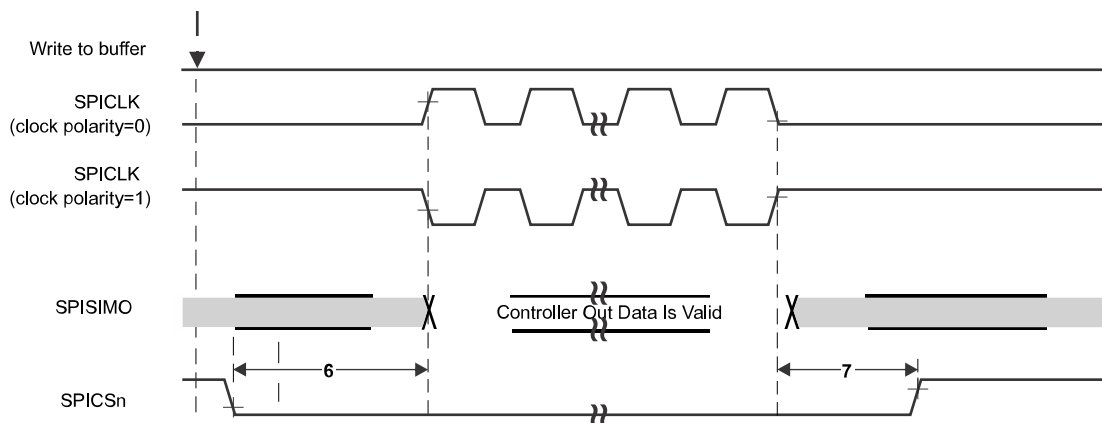 Write to buffer
SPICLK
(clock polarity=0)
SPICLK
(clock polarity=1)
SPISIMO
Controller Out Data Is Valid
6
7
SPICSn